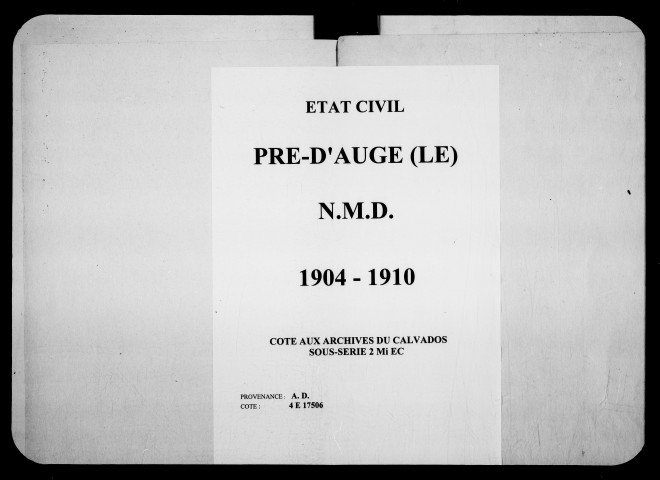 ETAT CIVIL
PRE-D'AUGE (LE)
N.M.D.
1904 - 1910
COTE AUX ARCHIVES DU CALVADOS
SOUS-SERIE 2 Mi EC
PROVENANCE : A. D.
COTE : 4 E 17506